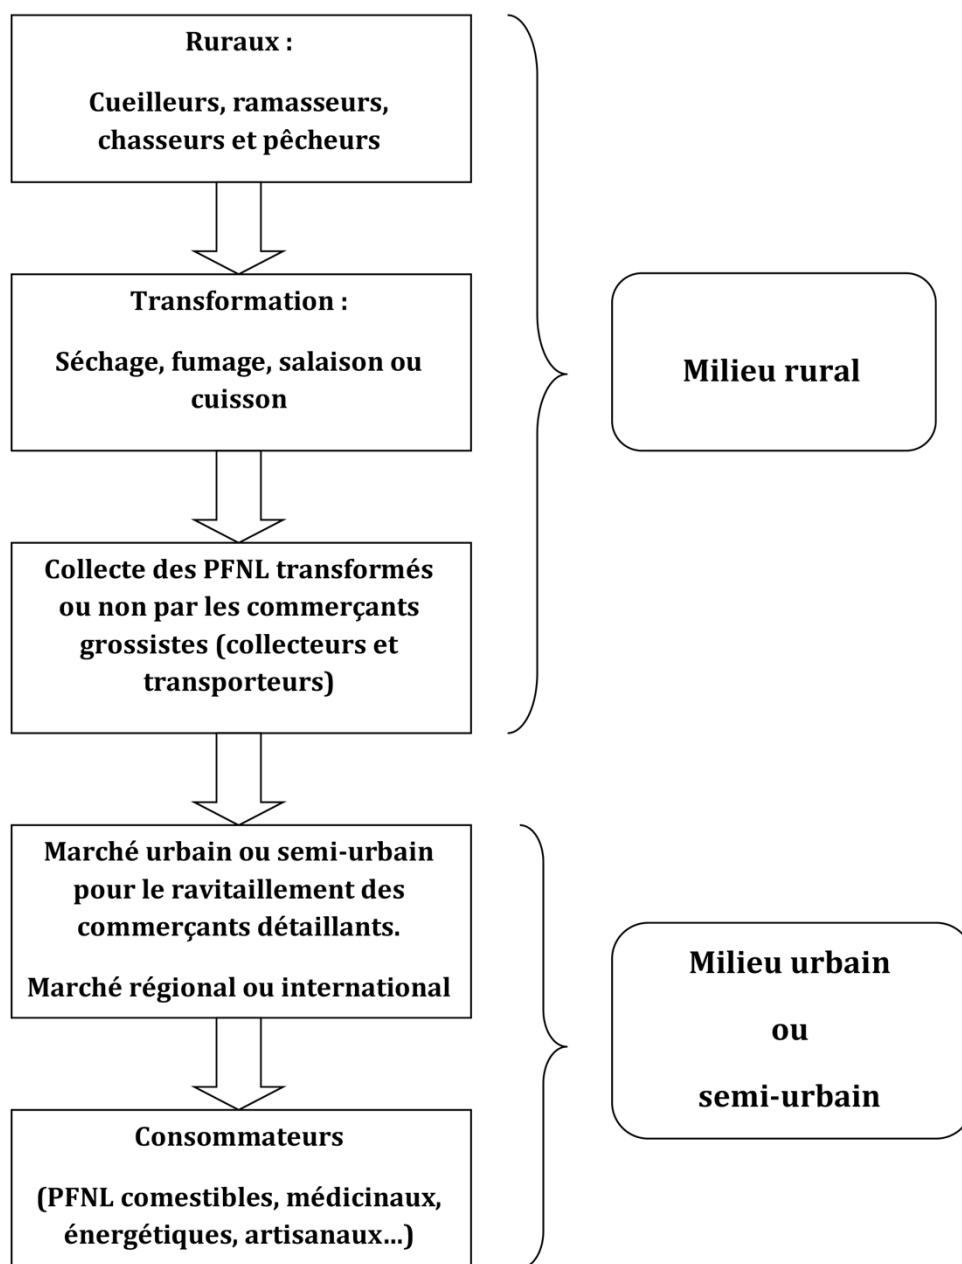 Ruraux :
Cueilleurs, ramasseurs,
chasseurs et pêcheurs
Transformation :
Séchage, fumage, salaison ou
cuisson
Milieu rural
Collecte des PFNL transformés
ou non par les commerçants
grossistes (collecteurs et
transporteurs)
Marché urbain ou semi-urbain
pour le ravitaillement des
commerçants détaillants.
Marché régional ou international
Milieu urbain
ou
semi-urbain
Consommateurs
(PFNL comestibles, médicinaux,
énergétiques, artisanaux...)